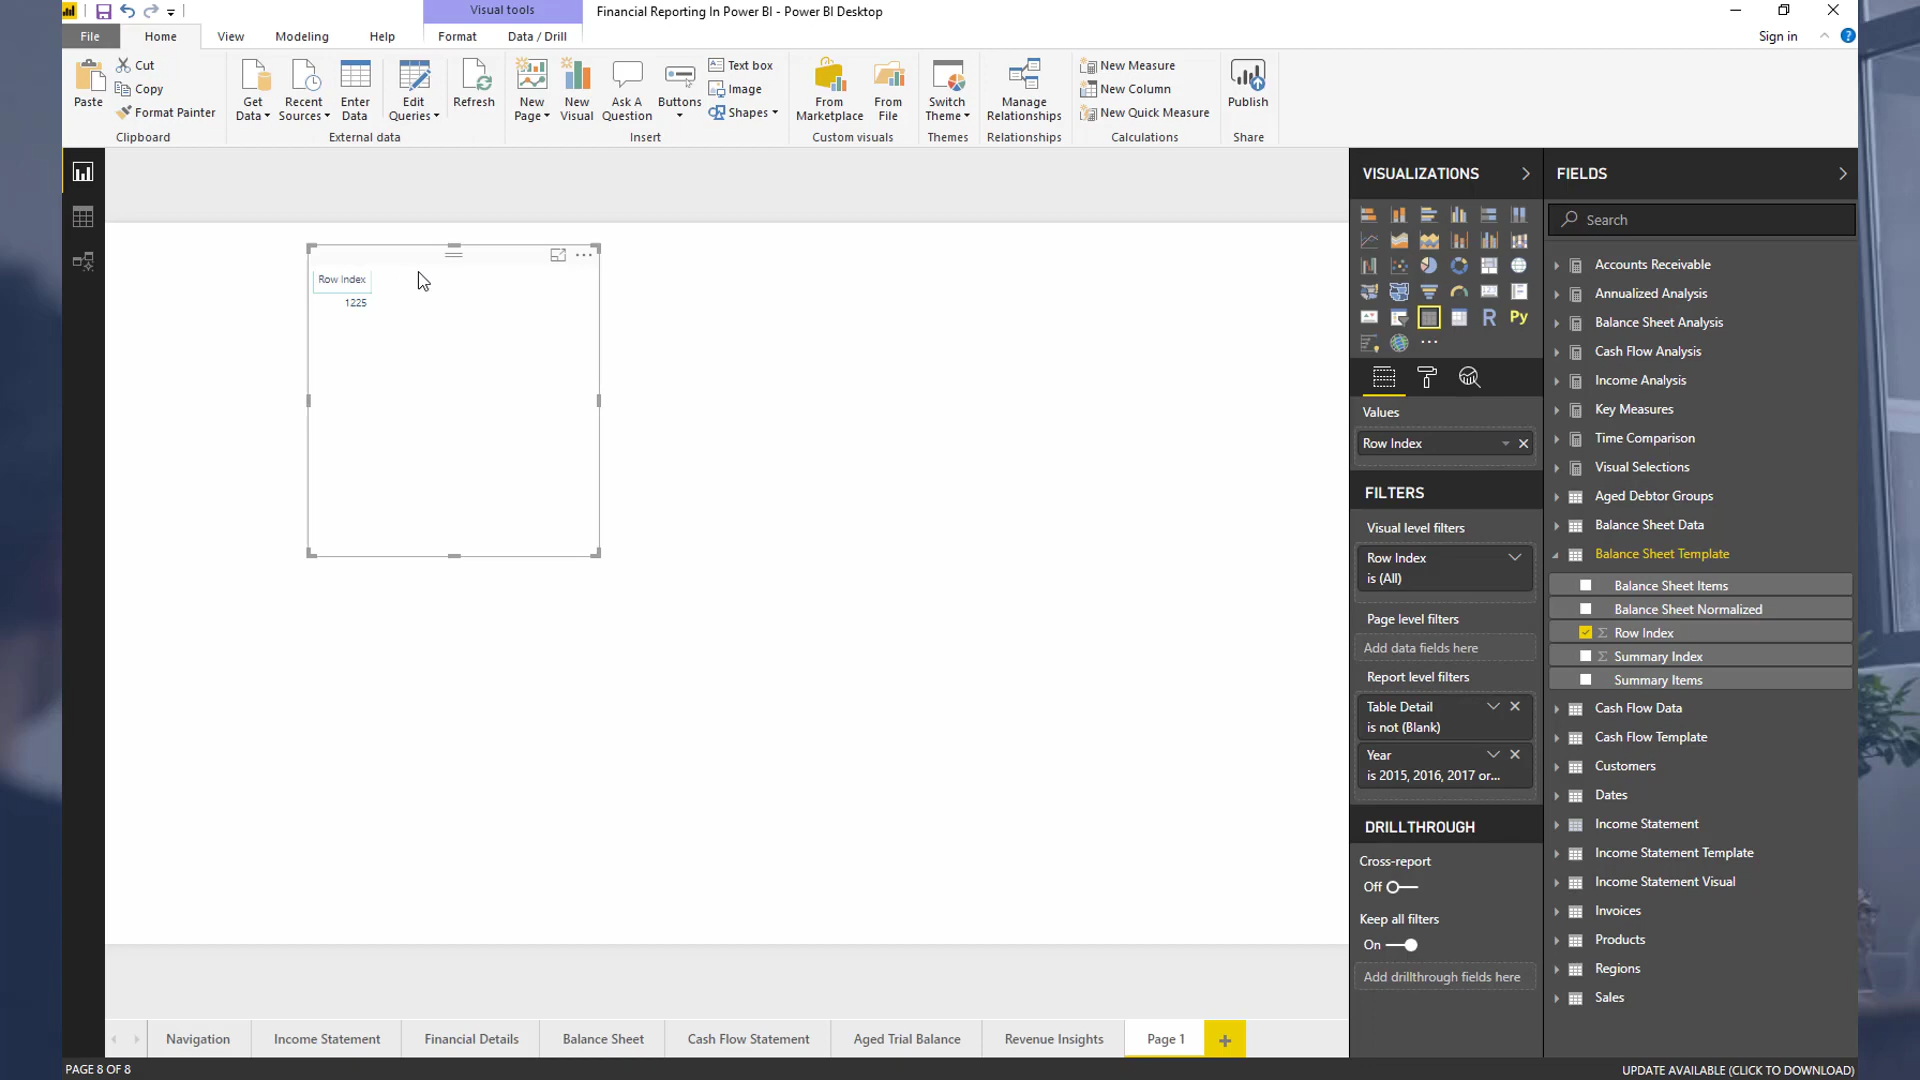 Visual tools
Financial Reporting In Power BI - Power BI Desktop
File
Home
View
Modeling
Help
Format
Data / Drill
Sign in
Paste
Cut
Copy
Format Painter
Clipboard
Get Data
Recent Sources
Enter Data
Edit Queries
External data
Refresh
New Page
New Visual
Ask A Question
Buttons
Text box
Image
Shapes
Insert
From Marketplace
From File
Custom visuals
Switch Theme
Themes
Manage Relationships
Relationships
New Measure
New Column
New Quick Measure
Calculations
Publish
Share
Row Index
1225
VISUALIZATIONS
R
Py
Values
Row Index
FILTERS
Visual level filters
Row Index
is (All)
Page level filters
Add data fields here
Report level filters
Table Detail
is not (Blank)
Year
is 2015, 2016, 2017 or...
DRILLTHROUGH
Cross-report
Off
Keep all filters
On
Add drillthrough fields here
FIELDS
Search
Accounts Receivable
Annualized Analysis
Balance Sheet Analysis
Cash Flow Analysis
Income Analysis
Key Measures
Time Comparison
Visual Selections
Aged Debtor Groups
Balance Sheet Data
Balance Sheet Template
Balance Sheet Items
Balance Sheet Normalized
Σ Row Index
Σ Summary Index
Summary Items
Cash Flow Data
Cash Flow Template
Customers
Dates
Income Statement
Income Statement Template
Income Statement Visual
Invoices
Products
Regions
Sales
Navigation
Income Statement
Financial Details
Balance Sheet
Cash Flow Statement
Aged Trial Balance
Revenue Insights
Page 1
PAGE 8 OF 8
UPDATE AVAILABLE (CLICK TO DOWNLOAD)